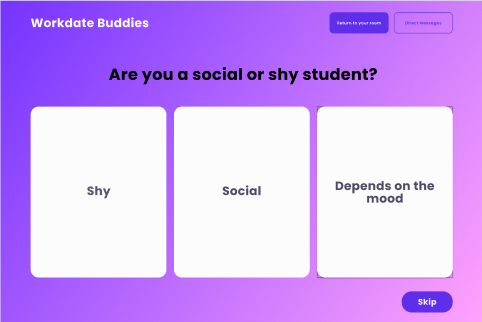 Workdate Buddies
Return to your room
Direct Messages
Are you a social or shy student?
Shy
Social
Depends on the
mood
Skip